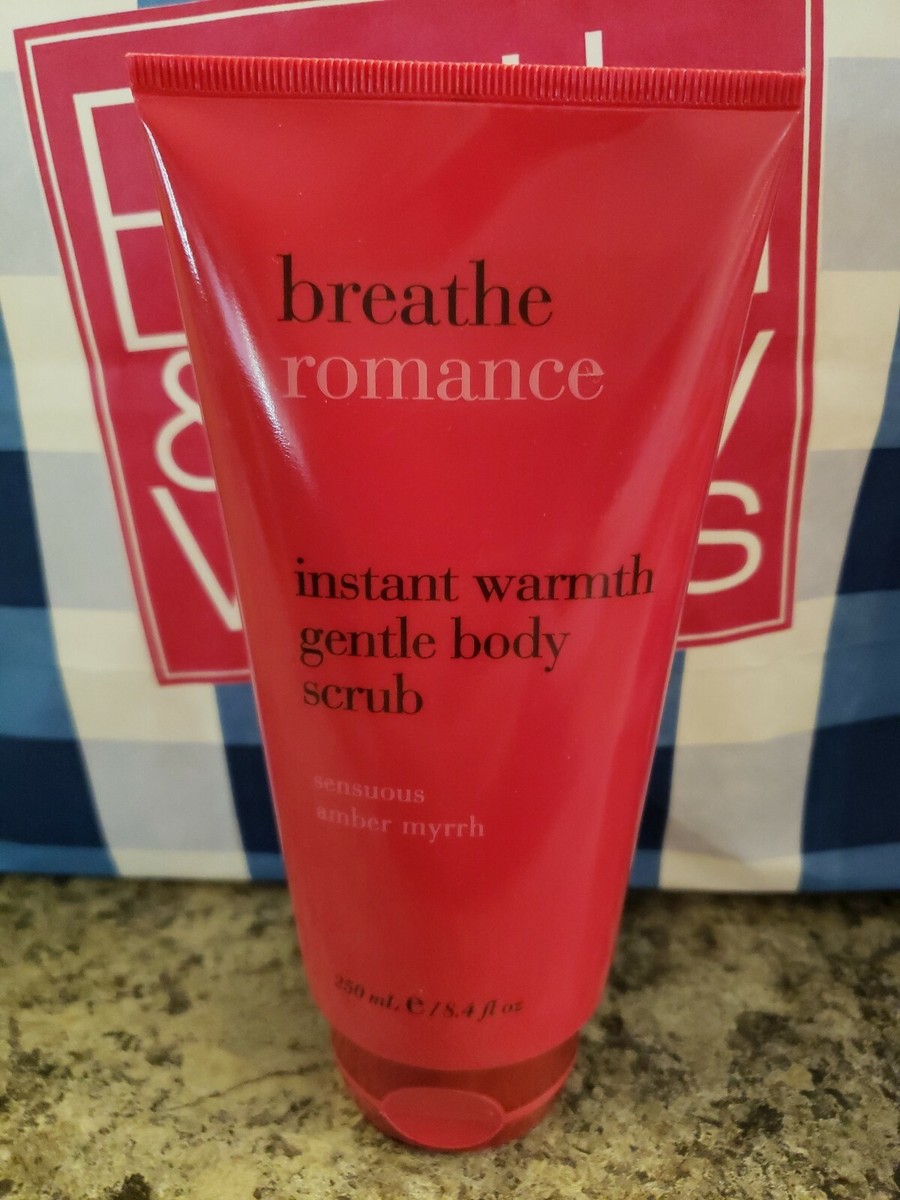 breathe
romance
instant warmth
gentle body
scrub
sensuous
amber myrrh
250 mL ℮ / 8.4 fl oz
&